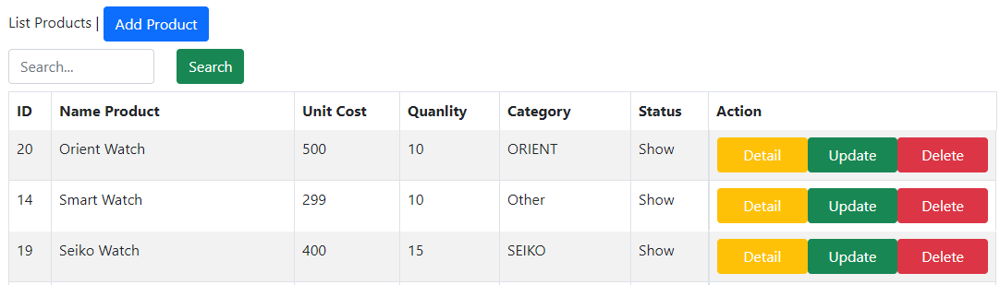 List Products | Add Product
Search... Search
ID Name Product Unit Cost Quanlity Category Status Action
20 Orient Watch 500 10 ORIENT Show Detail Update Delete
14 Smart Watch 299 10 Other Show Detail Update Delete
19 Seiko Watch 400 15 SEIKO Show Detail Update Delete